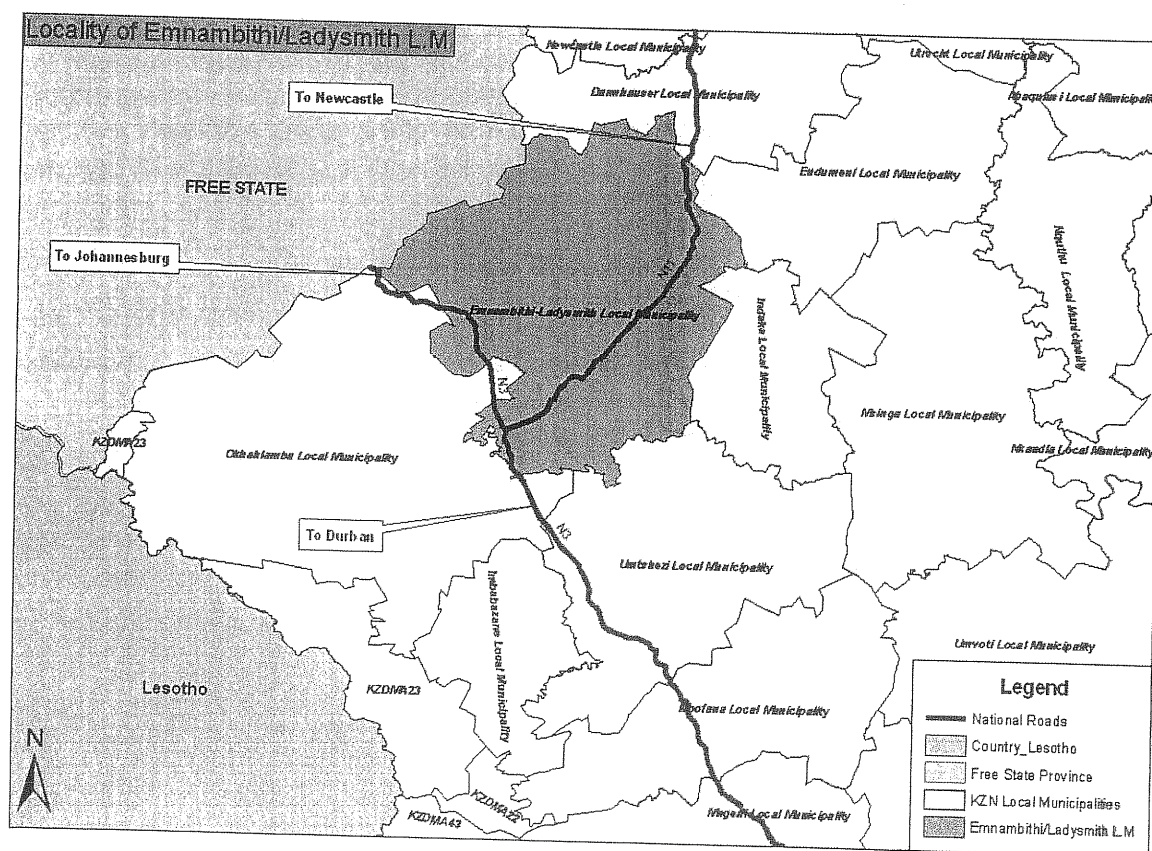 Locality of Emnambithi/Ladysmith L.M
Newcastle Local Municipality
Utrecht Local Municipality
To Newcastle
Dannhauser Local Municipality
Abaqulusi Local Municipality
FREE STATE
Endumeni Local Municipality
To Johannesburg
Nquthu Local Municipality
N11
Emnambithi-Ladysmith Local Municipality
Indaka Local Municipality
N3
KZDMA23
Okhahlamba Local Municipality
Msinga Local Municipality
Nkandla Local Municipality
To Durban
N3
Umtshezi Local Municipality
Imbabazane Local Municipality
Umvoti Local Municipality
Lesotho
KZDMA23
Mpofana Local Municipality
N
KZDMA22
KZDMA43
Mngeni Local Municipality
Legend
National Roads
Country_Lesotho
Free State Province
KZN Local Municipalities
Emnambithi/Ladysmith L.M